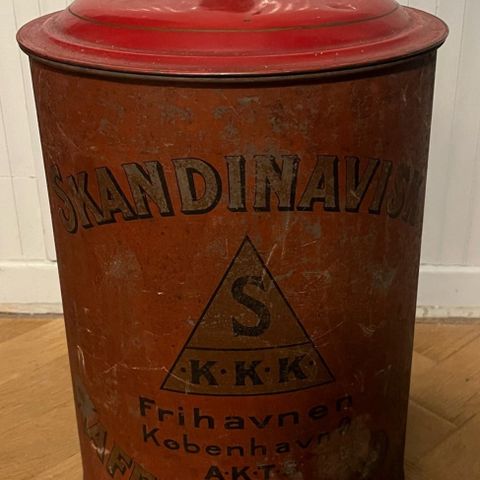 SKANDINAVISK
S
·K·K·K·
Frihavnen
København
A.K.T.